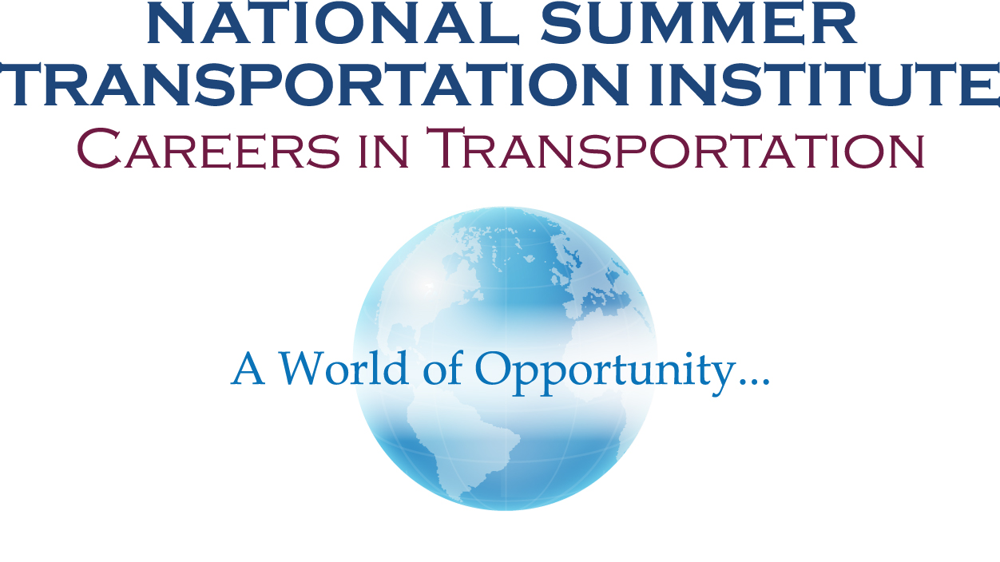 NATIONAL SUMMER
TRANSPORTATION INSTITUTE
CAREERS IN TRANSPORTATION
A World of Opportunity...